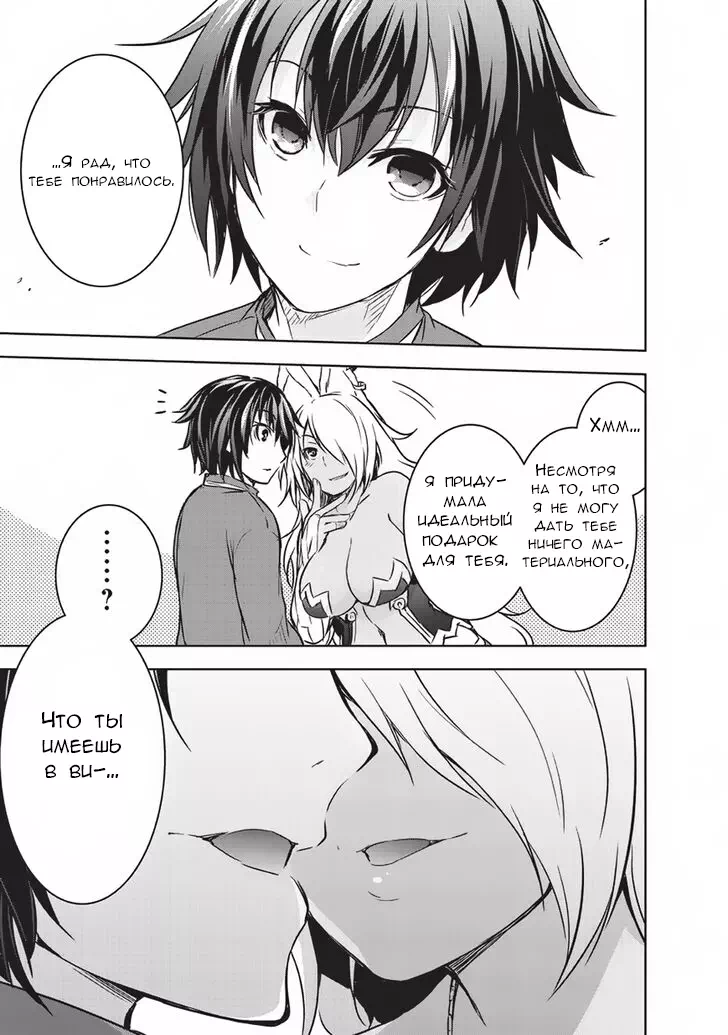 ...Я рад, что
тебе понравилось.
Хмм...
Несмотря
на то, что
я не могу
дать тебе
ничего ма-
териального,
я приду-
мала
идеальный
подарок
для тебя.
......?
Что ты
имеешь
в ви-...